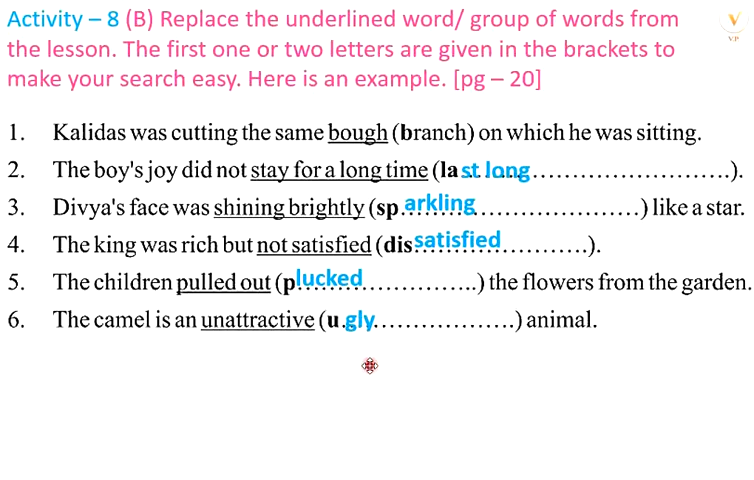 Activity – 8 (B) Replace the underlined word/ group of words from
the lesson. The first one or two letters are given in the brackets to
make your search easy. Here is an example. [pg – 20]
V
V.P
1. Kalidas was cutting the same bough (branch) on which he was sitting.
2. The boy's joy did not stay for a long time (last long..............................).
3. Divya's face was shining brightly (sp.arkling..............................) like a star.
4. The king was rich but not satisfied (dissatisfied....................).
5. The children pulled out (plucked........................) the flowers from the garden.
6. The camel is an unattractive (u.gly........................) animal.